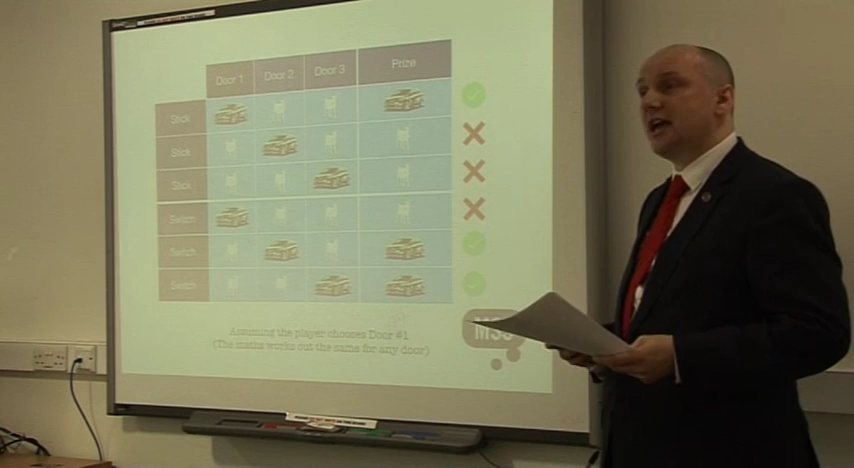 Door 1 Door 2 Door 3 Prize
Stick
Stick
Stick
Switch
Switch
Switch
Assuming the player chooses Door #1
(The maths works out the same for any door)